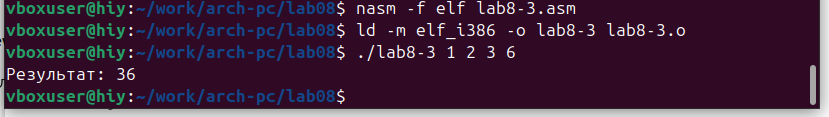 vboxuser@hiy:~/work/arch-pc/lab08$ nasm -f elf lab8-3.asm
vboxuser@hiy:~/work/arch-pc/lab08$ ld -m elf_i386 -o lab8-3 lab8-3.o
vboxuser@hiy:~/work/arch-pc/lab08$ ./lab8-3 1 2 3 6
Результат: 36
vboxuser@hiy:~/work/arch-pc/lab08$